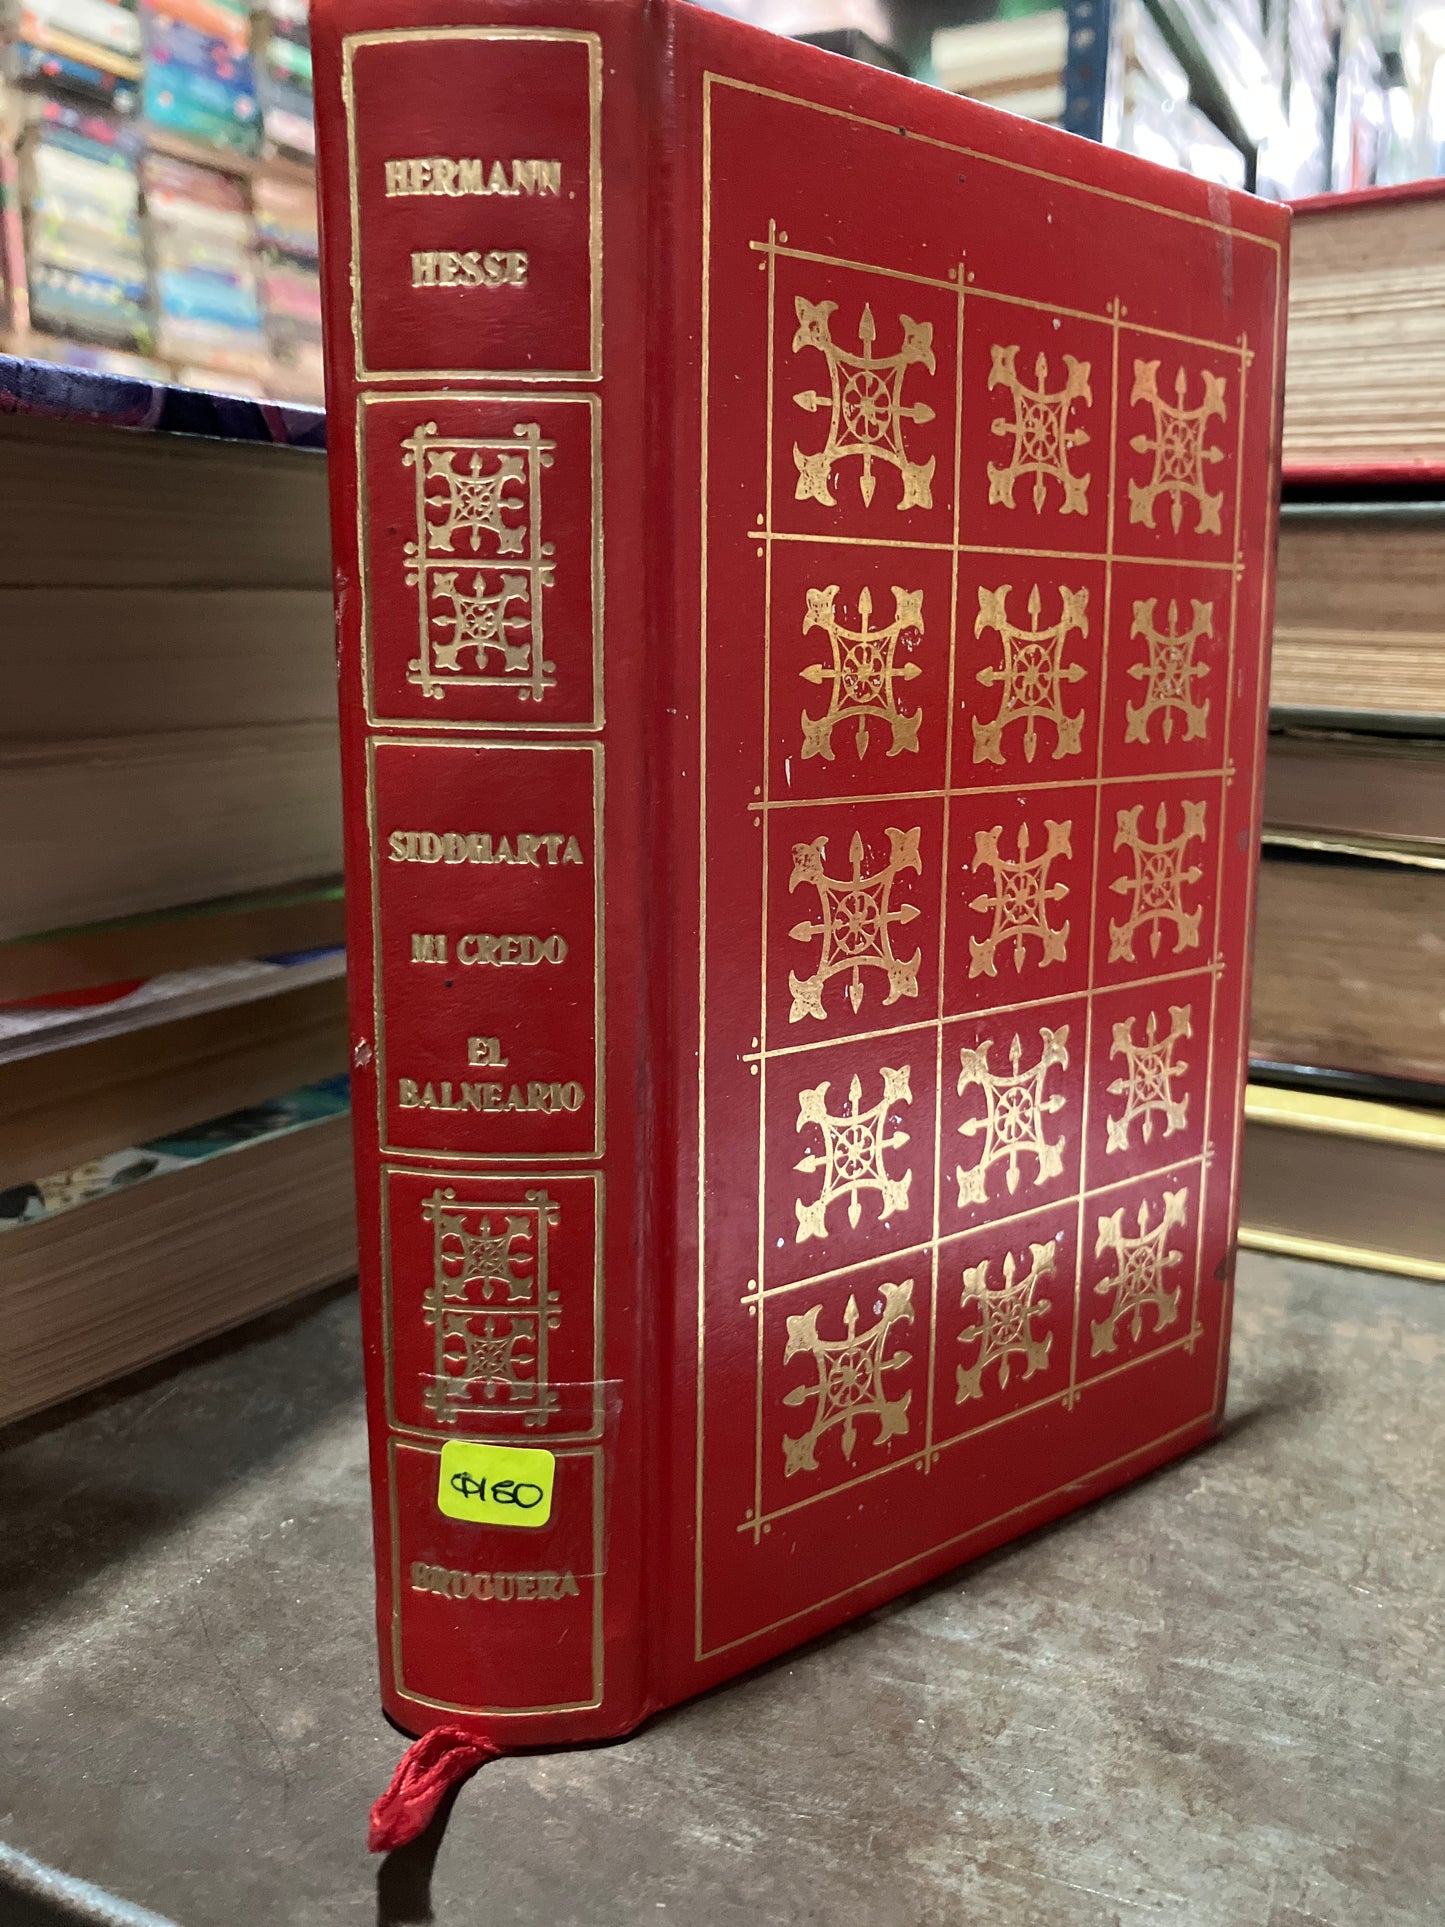 HERMANN
HESSE
SIDDHARTA
MI CREDO
EL
BALNEARIO
$180
BRUGUERA